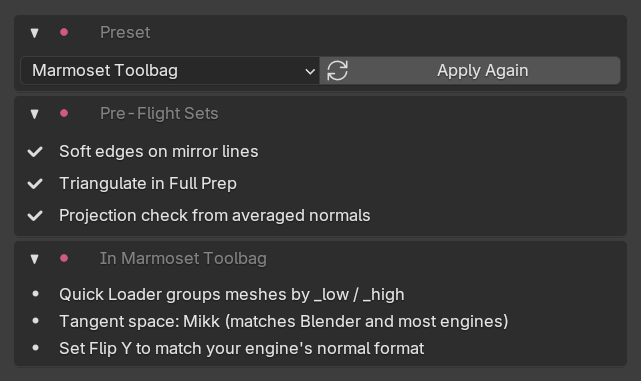 Preset
Marmoset Toolbag
Apply Again
Pre-Flight Sets
Soft edges on mirror lines
Triangulate in Full Prep
Projection check from averaged normals
In Marmoset Toolbag
Quick Loader groups meshes by _low / _high
Tangent space: Mikk (matches Blender and most engines)
Set Flip Y to match your engine's normal format